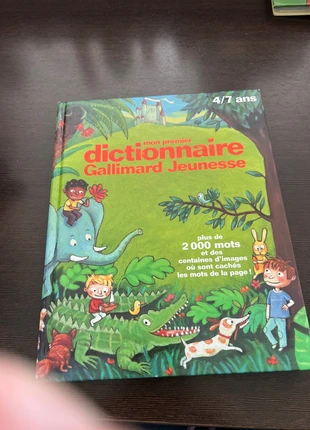 4/7 ans
mon premier
dictionnaire
Gallimard Jeunesse
plus de
2 000 mots
et des
centaines d'images
où sont cachés
les mots de la page !